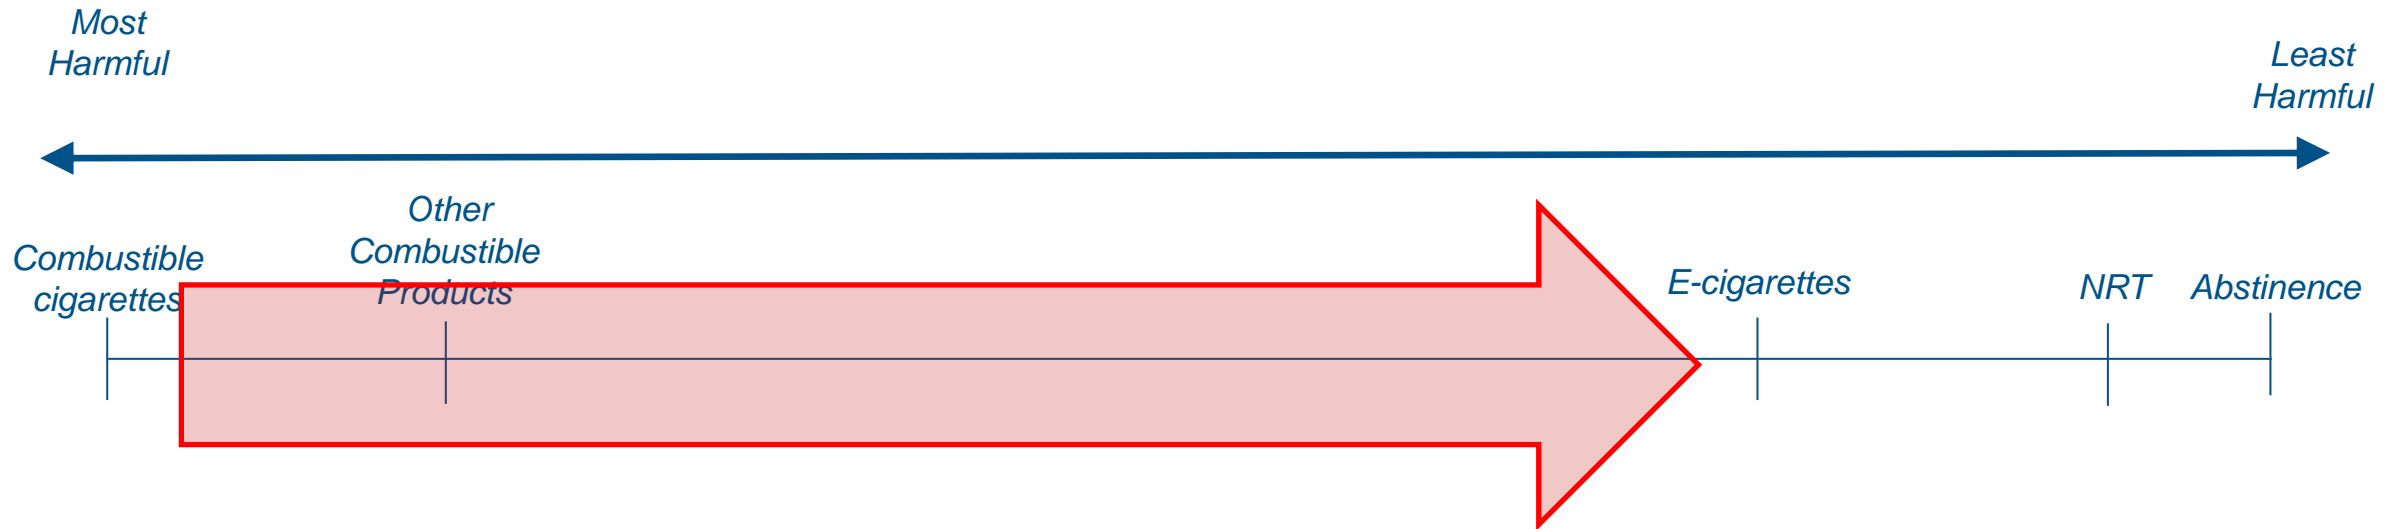 Most
Harmful
Least
Harmful
Other
Combustible
Products
Combustible
cigarettes
E-cigarettes
NRT
Abstinence